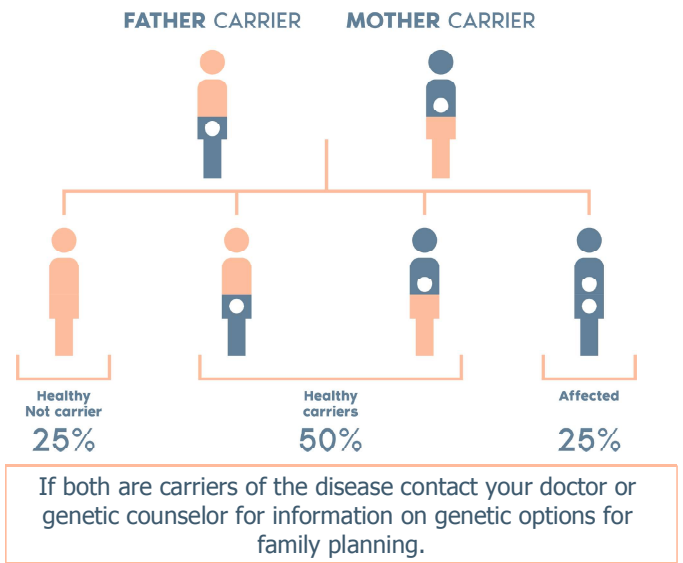 FATHER CARRIER
MOTHER CARRIER
Healthy
Not carrier
25%
Healthy
carriers
50%
Affected
25%
If both are carriers of the disease contact your doctor or
genetic counselor for information on genetic options for
family planning.